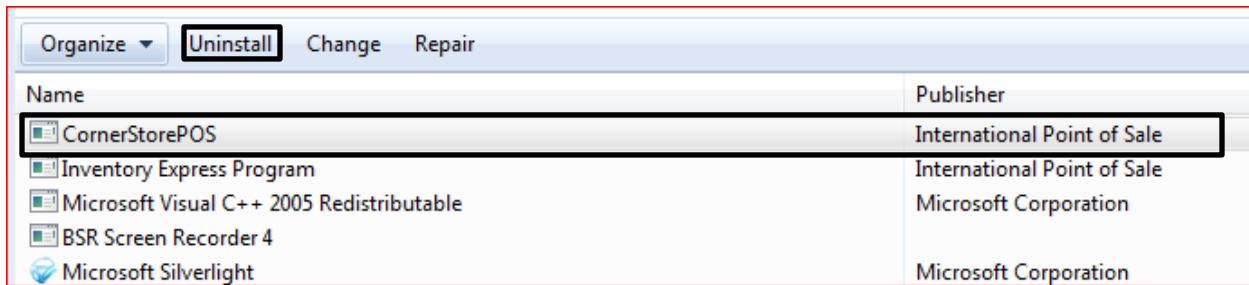 Organize Uninstall Change Repair
Name Publisher
CornerStorePOS International Point of Sale
Inventory Express Program International Point of Sale
Microsoft Visual C++ 2005 Redistributable Microsoft Corporation
BSR Screen Recorder 4
Microsoft Silverlight Microsoft Corporation